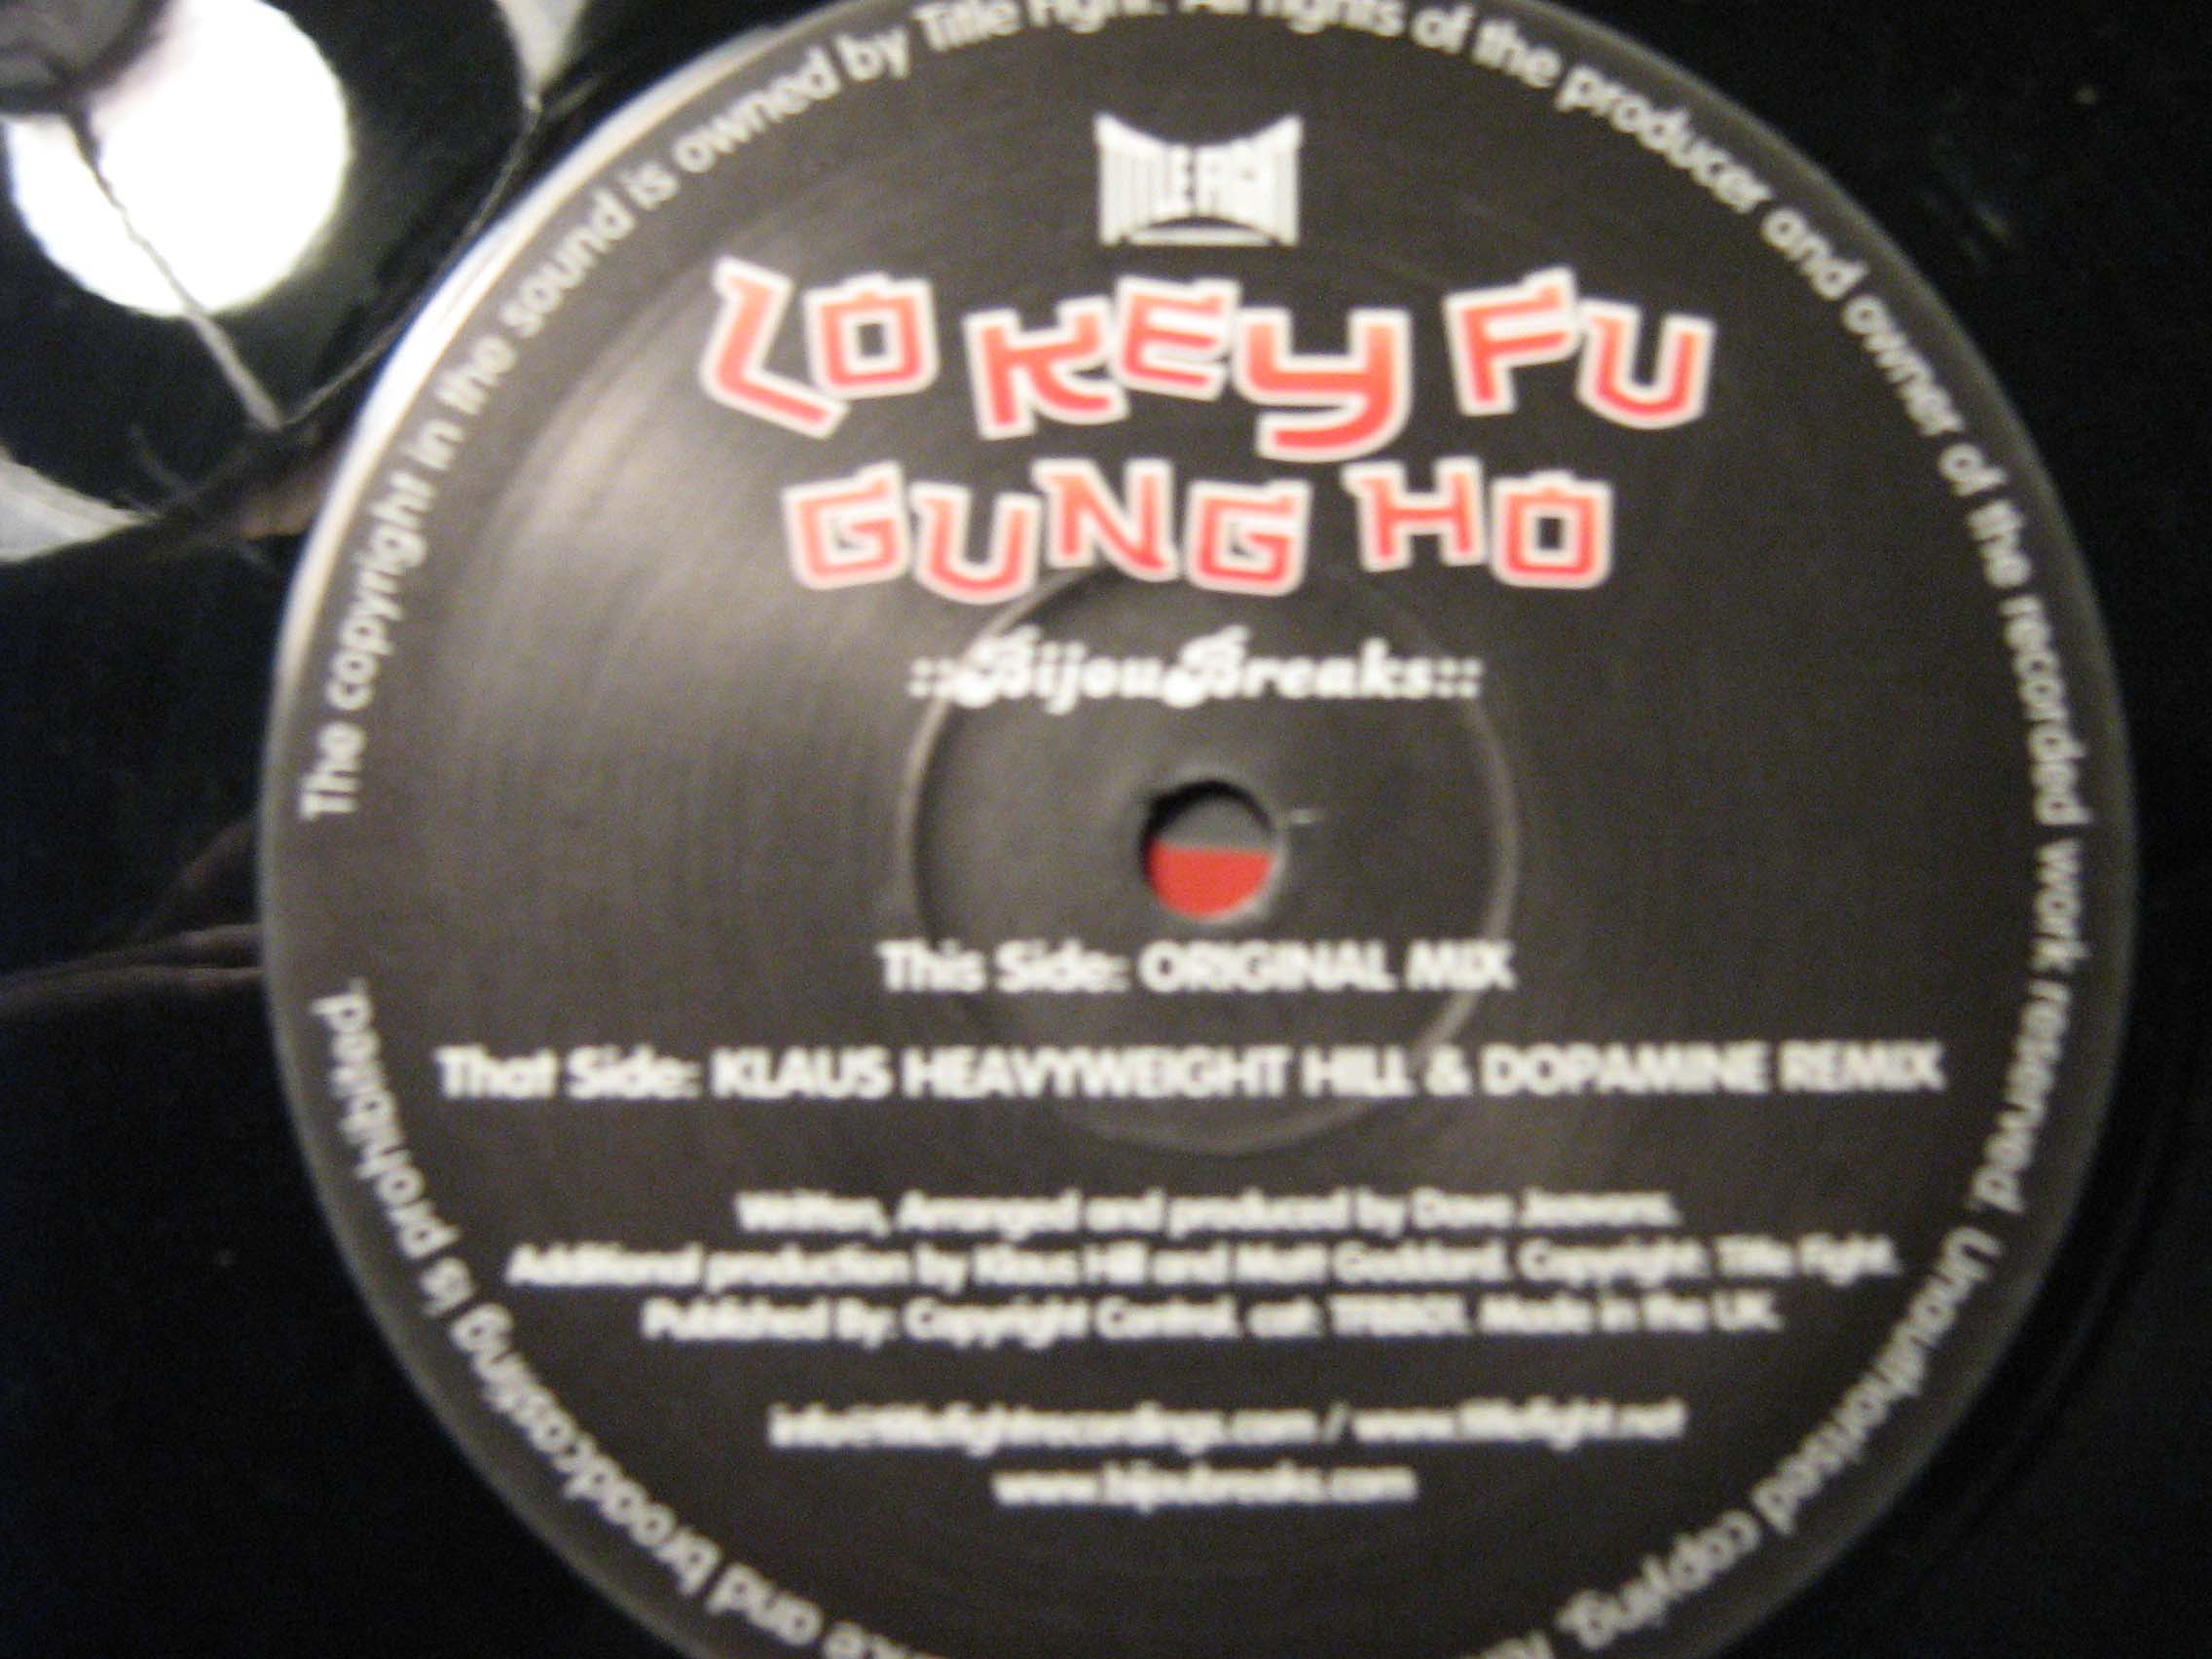 LO KEY FU
GUNG HO
::BijouBreaks::
This Side: ORIGINAL MIX
That Side: KLAUS HEAVYWEIGHT HILL & DOPAMINE REMIX
Written, Arranged and produced by Dave Jeavons.
Additional production by Klaus Hill and Matt Goddard. Copyright: Title Fight.
Published By: Copyright Control. cat: Made in the UK.
info@titlefightrecordings.com / www.titlefight.net
www.bijoubreaks.com
The copyright in the sound is owned by Title Fight. All rights of the producer and owner of the recorded work reserved. Unauthorised copying, and broadcasting is prohibited.